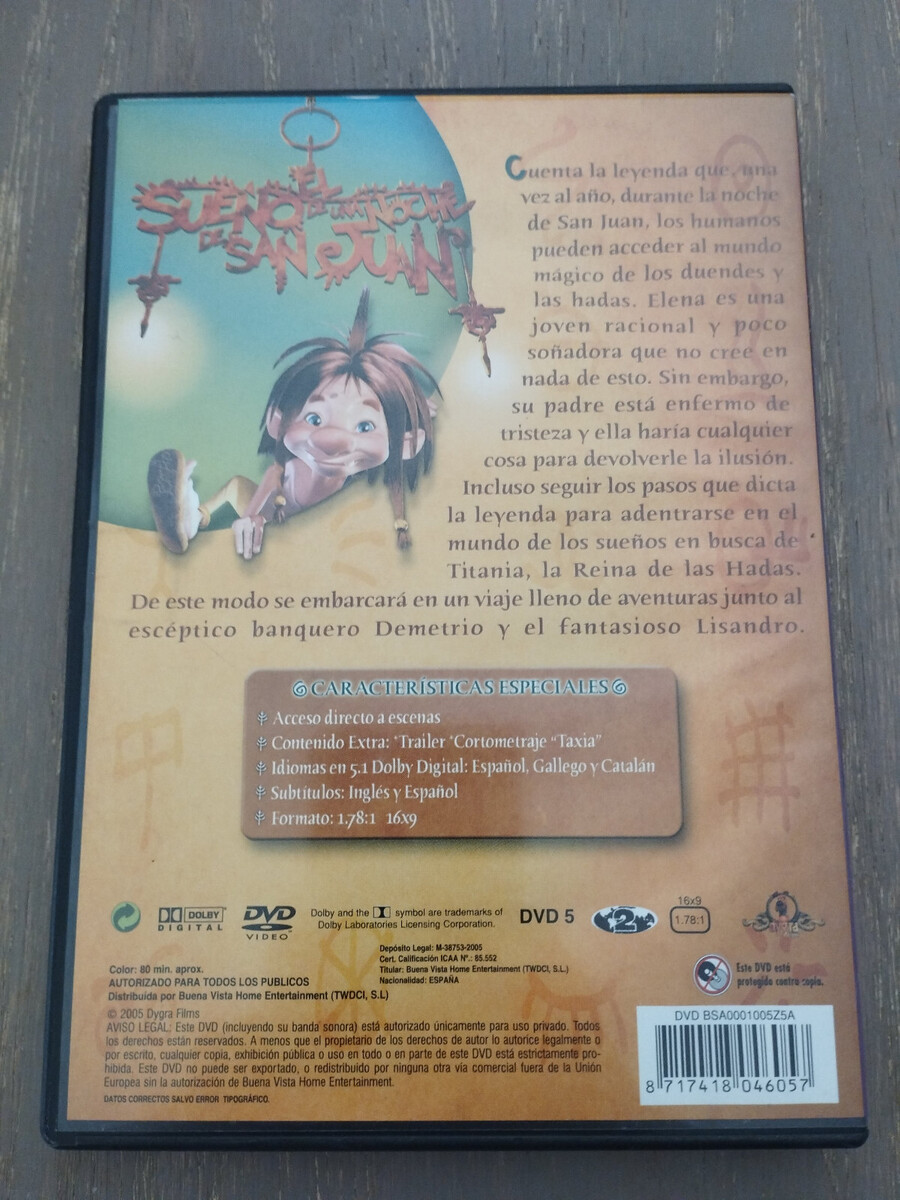 EL
SUEÑO DE UNA NOCHE
DE SAN JUAN
Cuenta la leyenda que, una
vez al año, durante la noche
de San Juan, los humanos
pueden acceder al mundo
mágico de los duendes y
las hadas. Elena es una
joven racional y poco
soñadora que no cree en
nada de esto. Sin embargo,
su padre está enfermo de
tristeza y ella haría cualquier
cosa para devolverle la ilusión.
Incluso seguir los pasos que dicta
la leyenda para adentrarse en el
mundo de los sueños en busca de
Titania, la Reina de las Hadas.
De este modo se embarcará en un viaje lleno de aventuras junto al
escéptico banquero Demetrio y el fantasioso Lisandro.
CARACTERÍSTICAS ESPECIALES
Acceso directo a escenas
Contenido Extra: *Trailer *Cortometraje "Taxia"
Idiomas en 5.1 Dolby Digital: Español, Gallego y Catalán
Subtítulos: Inglés y Español
Formato: 1.78:1 16x9
DOLBY
DIGITAL
DVD
VIDEO
Dolby and the symbol are trademarks of
Dolby Laboratories Licensing Corporation.
DVD 5
2
16x9
1.78:1
Depósito Legal: M-38753-2005
Cert. Calificación ICAA Nº.: 85.552
Titular: Buena Vista Home Entertainment (TWDCI, S.L.)
Nacionalidad: ESPAÑA
Color: 80 min. aprox.
AUTORIZADO PARA TODOS LOS PUBLICOS
Distribuída por Buena Vista Home Entertainment (TWDCI, S.L)
Este DVD está
protegido contra copia.
© 2005 Dygra Films
AVISO LEGAL: Este DVD (incluyendo su banda sonora) está autorizado únicamente para uso privado. Todos
los derechos están reservados. A menos que el propietario de los derechos de autor lo autorice legalmente o
por escrito, cualquier copia, exhibición pública o uso en todo o en parte de este DVD está estrictamente pro-
hibida. Este DVD no puede ser exportado, o redistribuido por ninguna otra vía comercial fuera de la Unión
Europea sin la autorización de Buena Vista Home Entertainment.
DATOS CORRECTOS SALVO ERROR TIPOGRÁFICO.
DVD BSA0001005Z5A
8 717418 046057